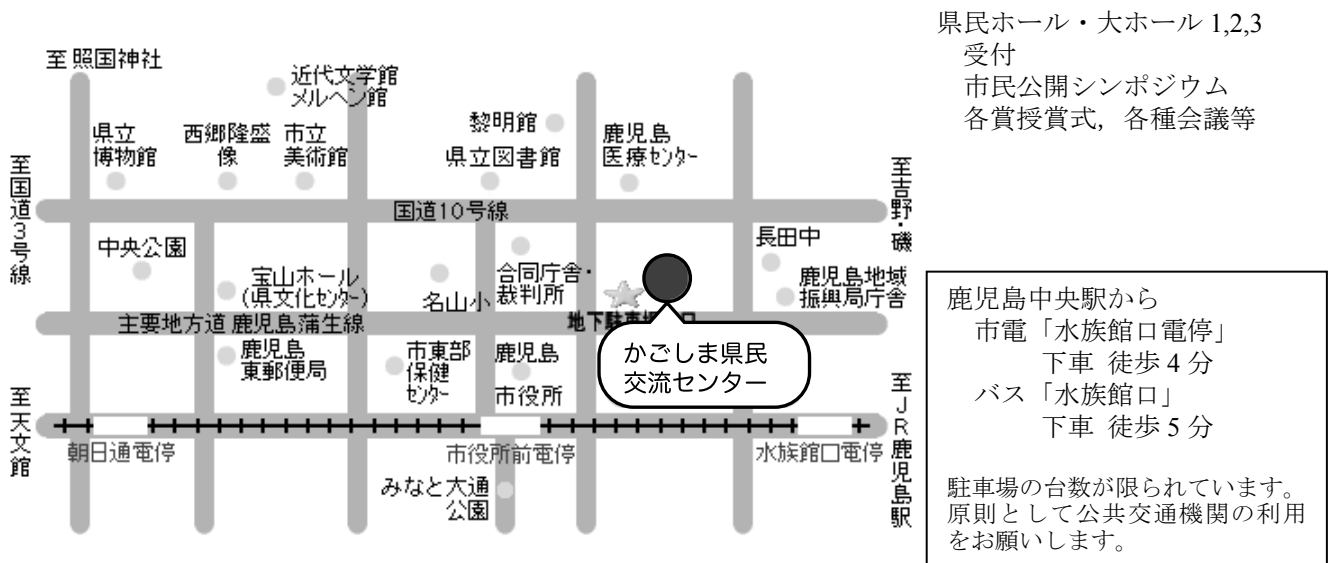 県民ホール・大ホール 1,2,3
受付
市民公開シンポジウム
各賞授賞式，各種会議等
至 照国神社
近代文学館
メルヘン館
黎明館
県立
博物館
西郷隆盛
像
市立
美術館
県立図書館
鹿児島
医療センター
至国道3号線
至吉野・磯
国道10号線
中央公園
宝山ホール
(県文化センター)
名山小
合同庁舎・
裁判所
長田中
鹿児島地域
振興局庁舎
主要地方道 鹿児島蒲生線
地下駐車場
かごしま県民
交流センター
鹿児島
東郵便局
市東部
保健
センター
鹿児島
市役所
至天文館
至JR鹿児島駅
朝日通電停
市役所前電停
水族館口電停
みなと大通
公園
鹿児島中央駅から
市電「水族館口電停」
下車 徒歩 4 分
バス「水族館口」
下車 徒歩 5 分
駐車場の台数が限られています。
原則として公共交通機関の利用
をお願いします。